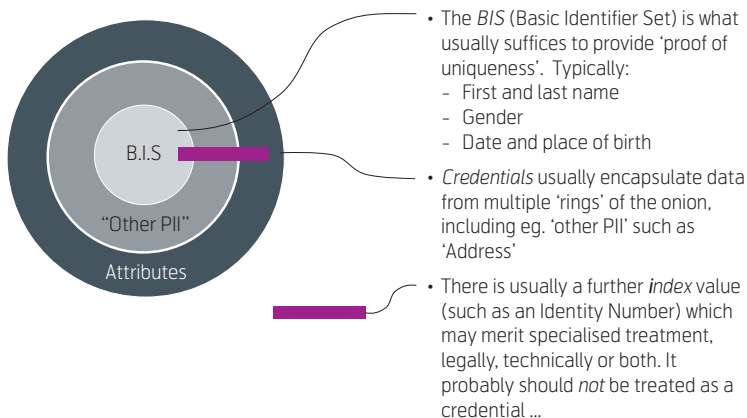 B.I.S
“Other PII”
Attributes
• The BIS (Basic Identifier Set) is what
usually suffices to provide ‘proof of
uniqueness’.  Typically:
- First and last name
- Gender
- Date and place of birth
• Credentials usually encapsulate data
from multiple ‘rings’ of the onion,
including eg. ‘other PII’ such as
‘Address’
• There is usually a further index value
(such as an Identity Number) which
may merit specialised treatment,
legally, technically or both. It
probably should not be treated as a
credential ...